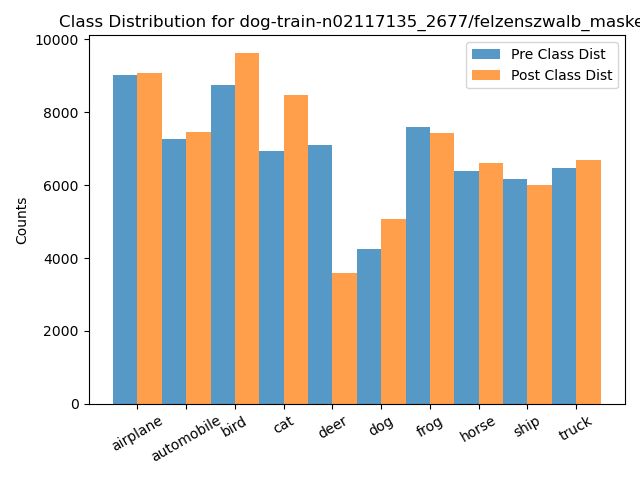 Class Distribution for dog-train-n02117135_2677/felzenszwalb_maske
Pre Class Dist
Post Class Dist
10000
8000
6000
4000
2000
0
Counts
airplane
automobile
bird
cat
deer
dog
frog
horse
ship
truck